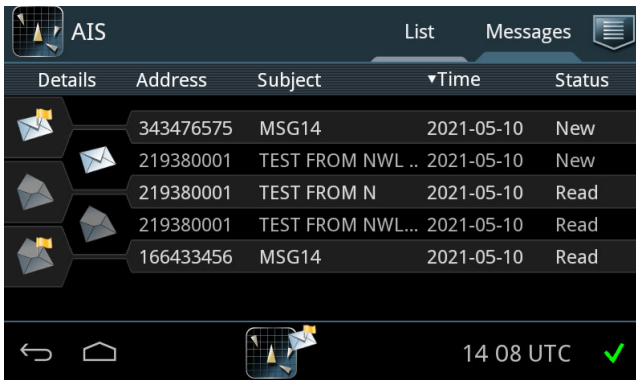 AIS List Messages
Details Address Subject ▾Time Status
343476575 MSG14 2021-05-10 New
219380001 TEST FROM NWL .. 2021-05-10 New
219380001 TEST FROM N 2021-05-10 Read
219380001 TEST FROM NWL... 2021-05-10 Read
166433456 MSG14 2021-05-10 Read
14 08 UTC